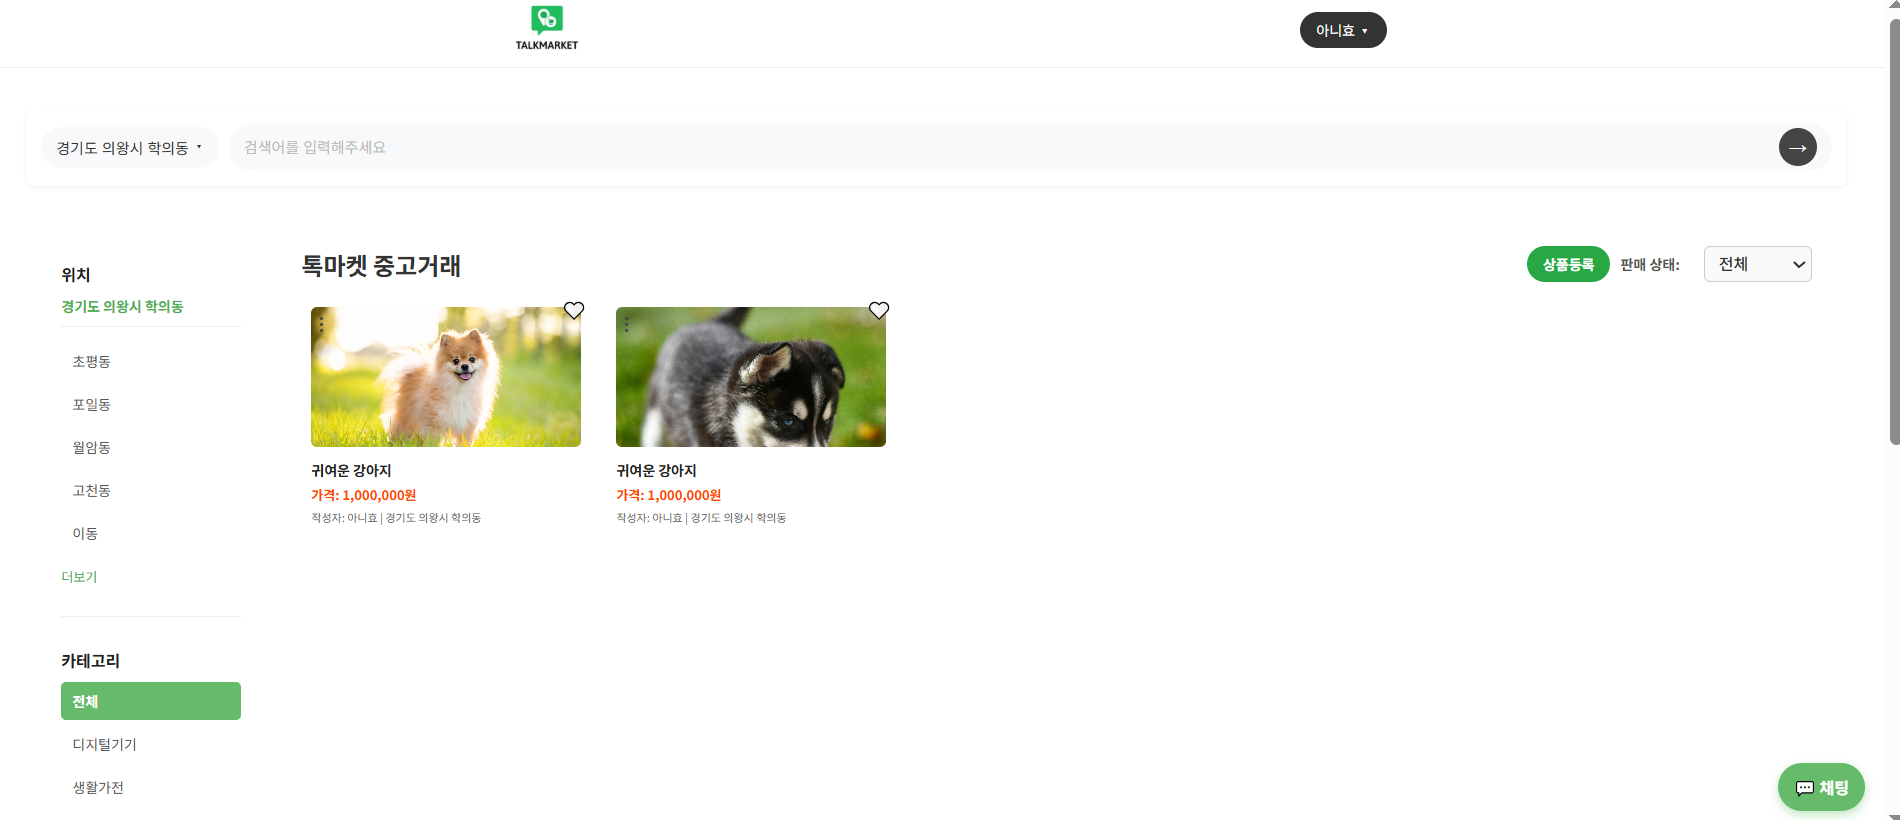 TALKMARKET
아니효 ▼
경기도 의왕시 학의동 ▼
검색어를 입력해주세요
→
위치
경기도 의왕시 학의동
초평동
포일동
월암동
고천동
이동
더보기
카테고리
전체
디지털기기
생활가전
톡마켓 중고거래
상품등록
판매 상태:
전체
귀여운 강아지
가격: 1,000,000원
작성자: 아니효 | 경기도 의왕시 학의동
귀여운 강아지
가격: 1,000,000원
작성자: 아니효 | 경기도 의왕시 학의동
채팅